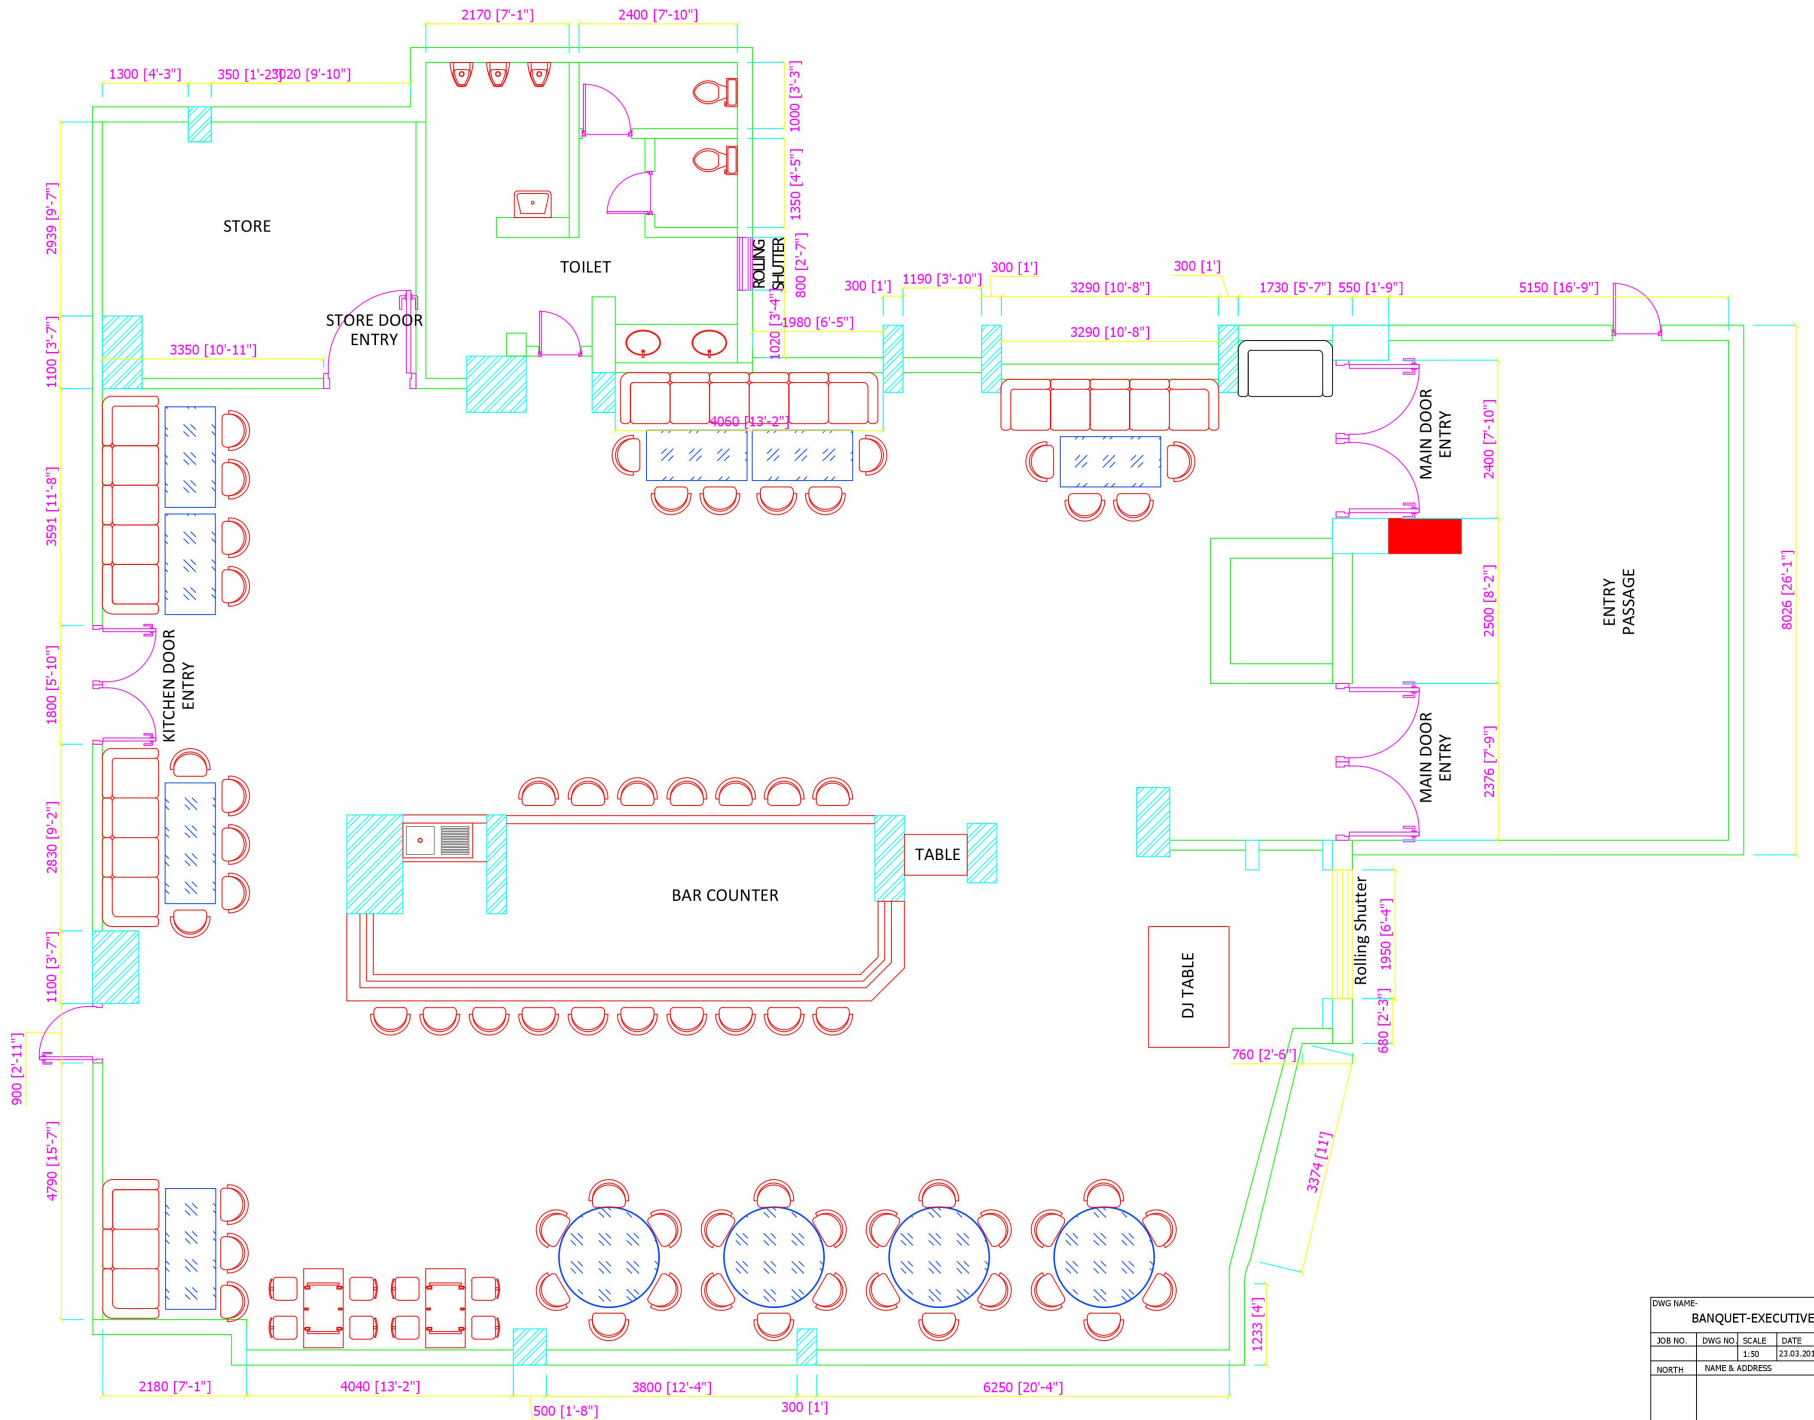 2170 [7'-1"]
2400 [7'-10"]
1300 [4'-3"]
350 [1'-2]
3020 [9'-10"]
1000 [3'-3"]
1350 [4'-5"]
2939 [9'-7"]
STORE
TOILET
ROLLING
SHUTTER
800 [2'-7"]
1020 [3'-4"]
1980 [6'-5"]
300 [1']
1190 [3'-10"]
300 [1']
3290 [10'-8"]
300 [1']
1730 [5'-7"]
550 [1'-9"]
5150 [16'-9"]
3290 [10'-8"]
STORE DOOR
ENTRY
3350 [10'-11"]
1100 [3'-7"]
4060 [13'-2"]
MAIN DOOR
ENTRY
2400 [7'-10"]
3591 [11'-8"]
2500 [8'-2"]
ENTRY
PASSAGE
8026 [26'-1"]
KITCHEN DOOR
ENTRY
1800 [5'-10"]
MAIN DOOR
ENTRY
2376 [7'-9"]
2830 [9'-2"]
TABLE
BAR COUNTER
Rolling Shutter
1950 [6'-4"]
1100 [3'-7"]
DJ TABLE
680 [2'-3"]
760 [2'-6"]
900 [2'-11"]
4790 [15'-7"]
3374 [11']
1233 [4']
2180 [7'-1"]
4040 [13'-2"]
500 [1'-8"]
3800 [12'-4"]
300 [1']
6250 [20'-4"]
DWG NAME-
BANQUET-EXECUTIVE
JOB NO.
DWG NO.
SCALE
DATE
1:50
23.03.201
NORTH
NAME & ADDRESS